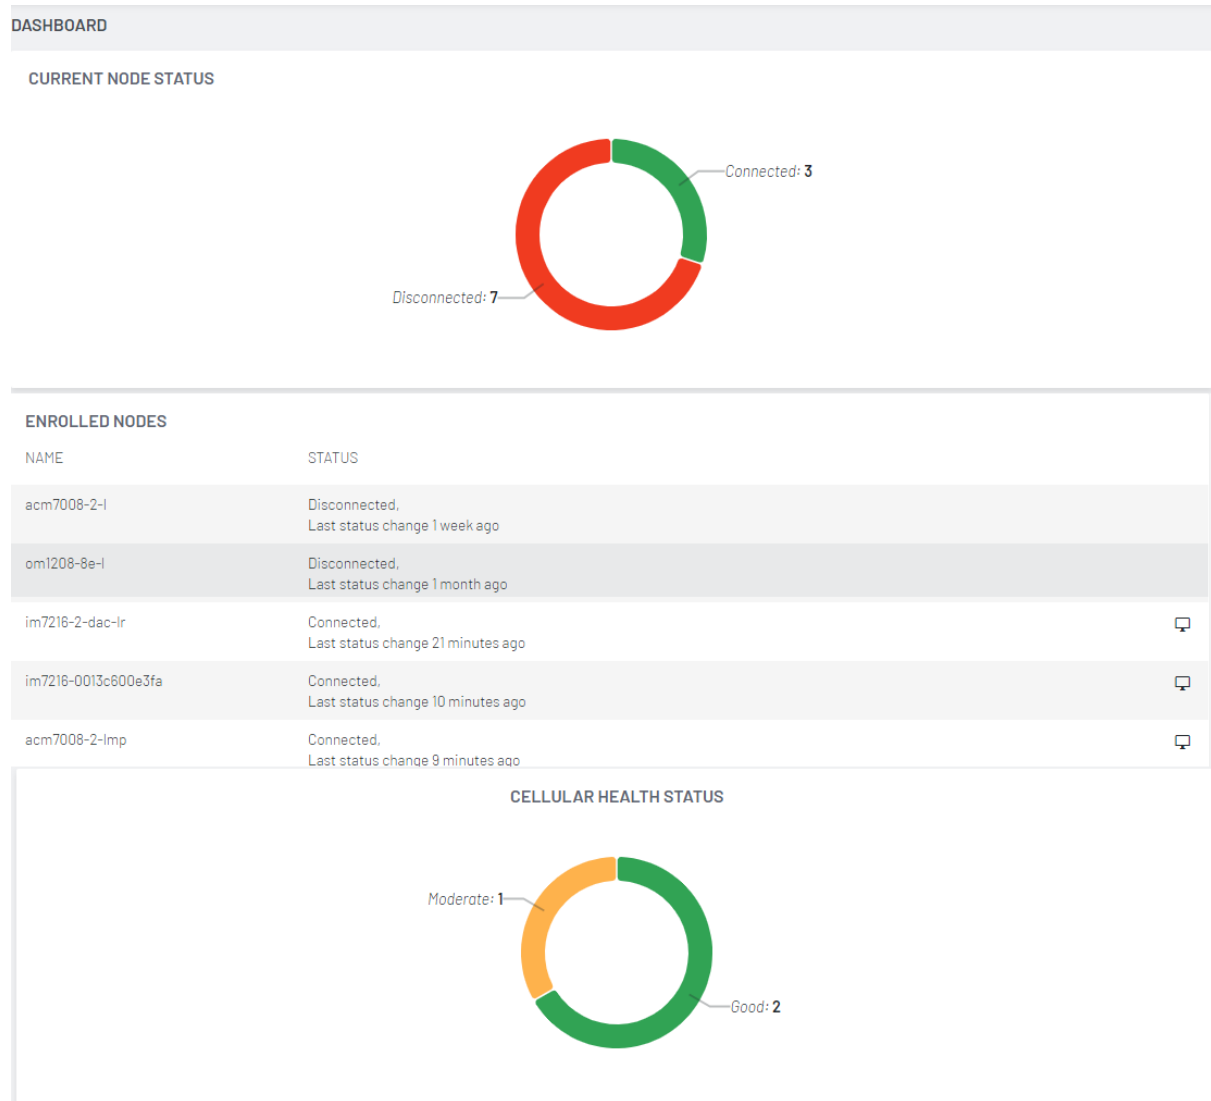 DASHBOARD
CURRENT NODE STATUS
Connected: 3
Disconnected: 7
ENROLLED NODES
NAME STATUS
acm7008-2-l Disconnected,
Last status change 1 week ago
om1208-8e-l Disconnected,
Last status change 1 month ago
im7216-2-dac-lr Connected,
Last status change 21 minutes ago
im7216-0013c600e3fa Connected,
Last status change 10 minutes ago
acm7008-2-lmp Connected,
Last status change 9 minutes ago
CELLULAR HEALTH STATUS
Moderate: 1
Good: 2